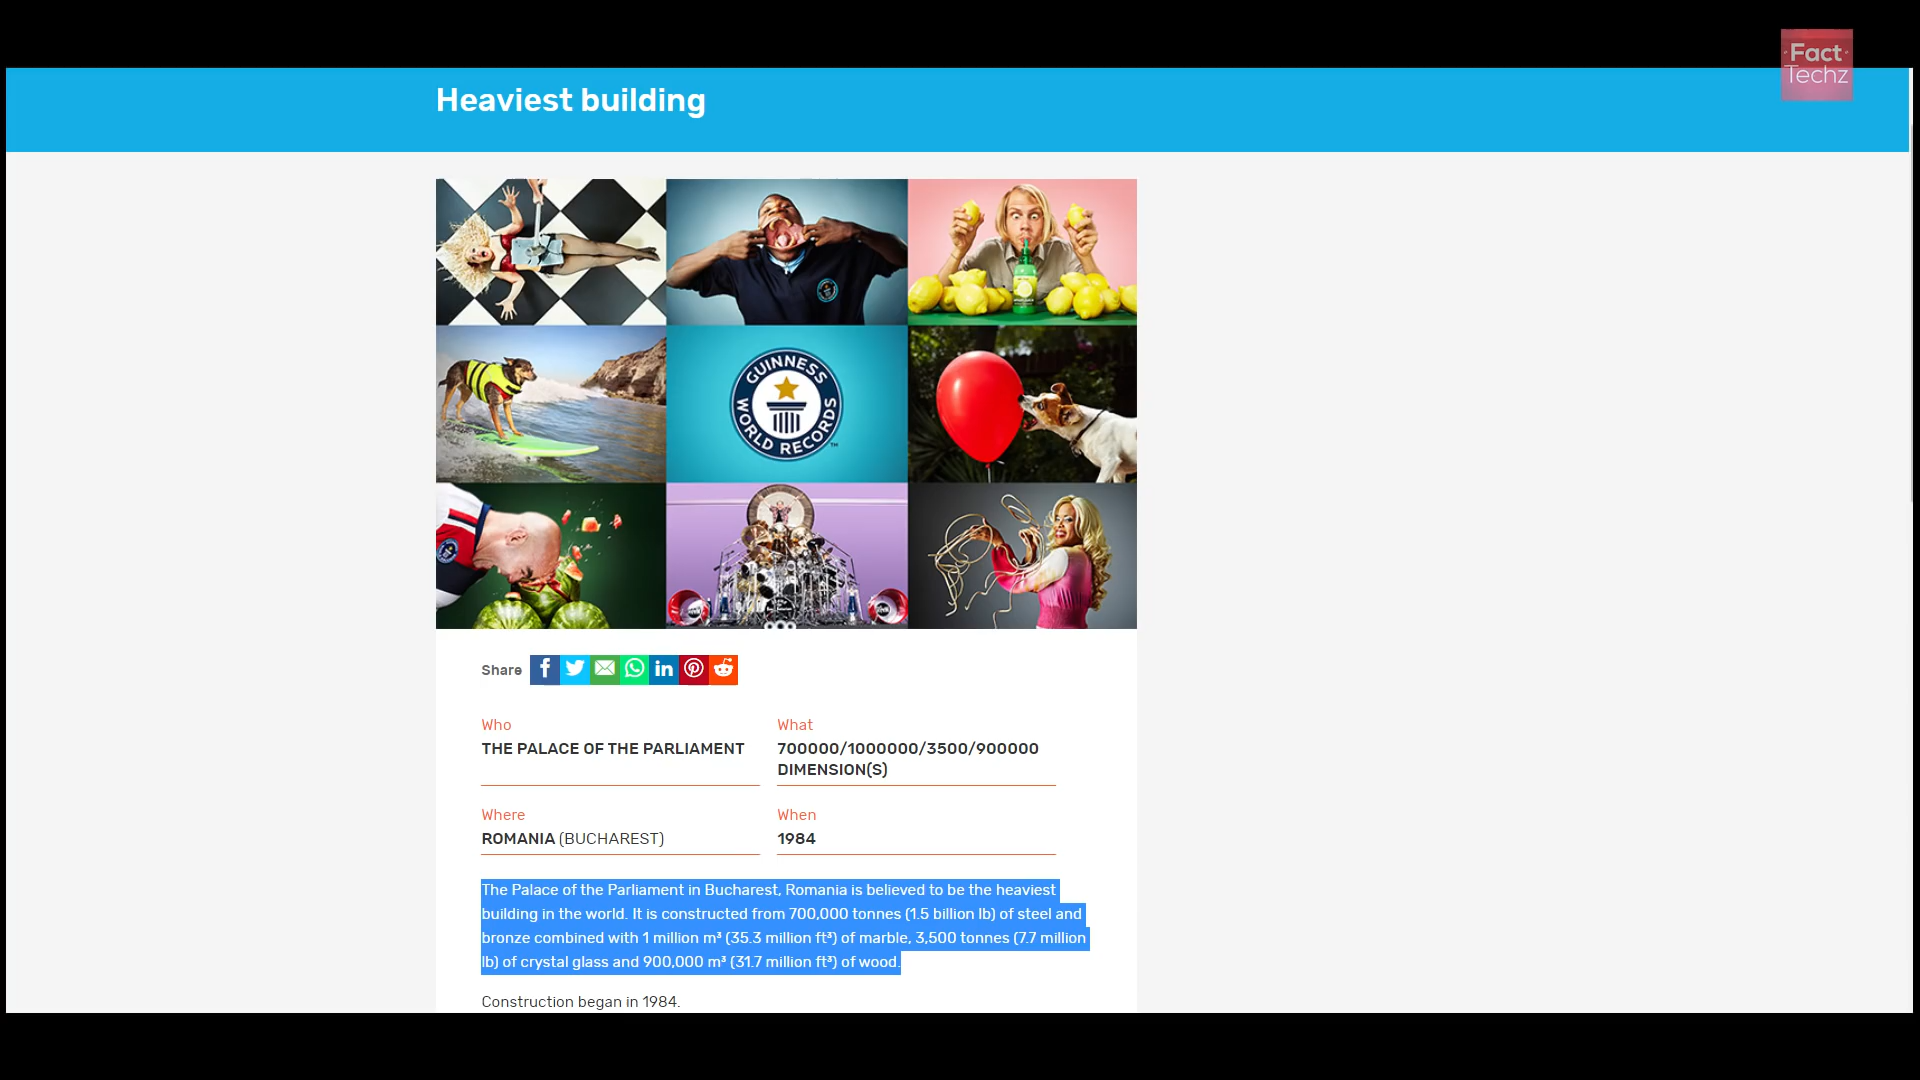 Fact
Techz
Heaviest building
GUINNESS
WORLD RECORDS
TM
Share
Who
THE PALACE OF THE PARLIAMENT
What
700000/1000000/3500/900000
DIMENSION(S)
Where
ROMANIA (BUCHAREST)
When
1984
The Palace of the Parliament in Bucharest, Romania is believed to be the heaviest
building in the world. It is constructed from 700,000 tonnes (1.5 billion lb) of steel and
bronze combined with 1 million m³ (35.3 million ft³) of marble, 3,500 tonnes (7.7 million
lb) of crystal glass and 900,000 m³ (31.7 million ft³) of wood.
Construction began in 1984.